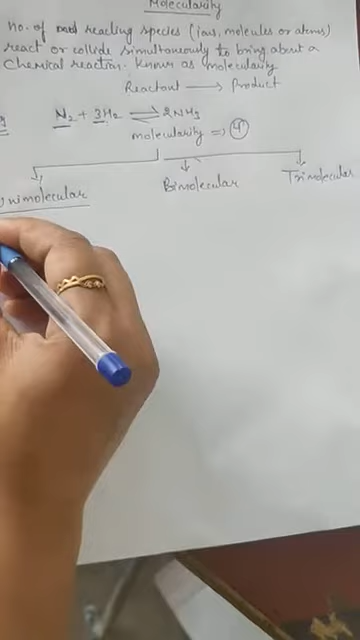 Molecularity
no. of reacting species (ions, molecules or atoms)
react or collide simultaneously to bring about a
Chemical reaction. known as molecularity
Reactant ⟶ Product
N₂ + 3H₂ ⇌ 2NH₃
molecularity => 4
Unimolecular Bimolecular Trimolecular